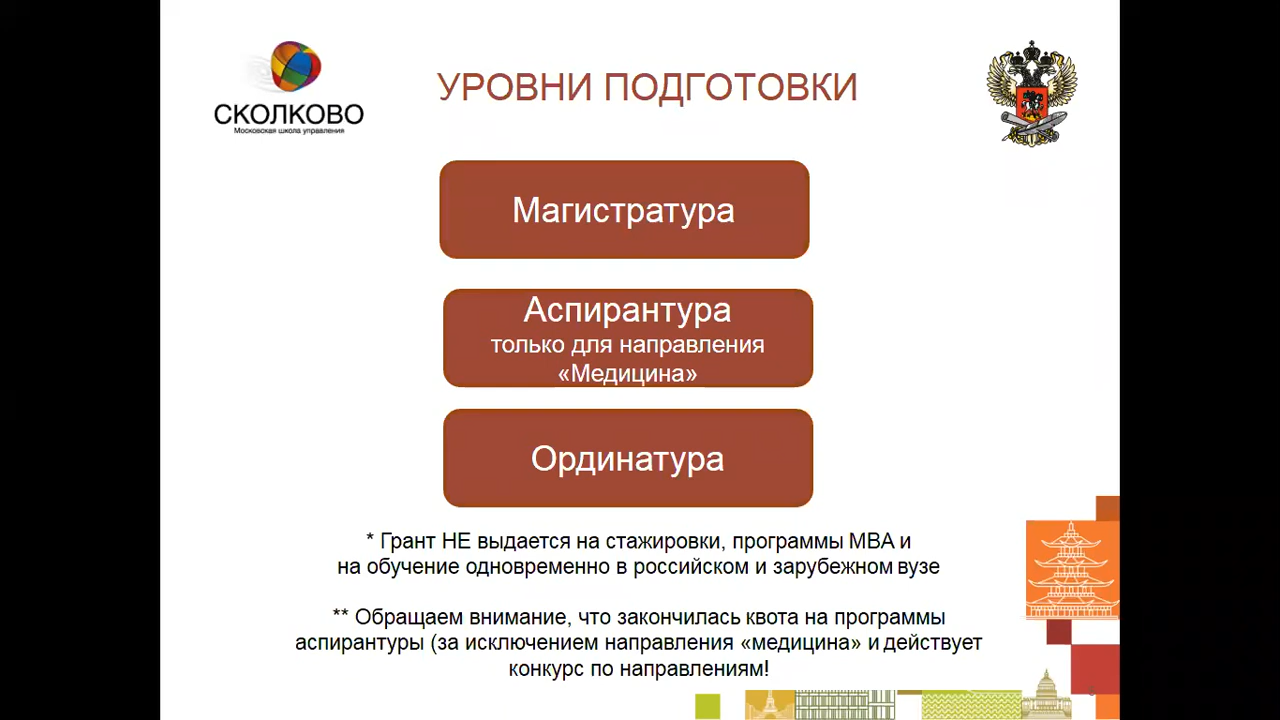 СКОЛКОВО
Московская школа управления
УРОВНИ ПОДГОТОВКИ
Магистратура
Аспирантура
только для направления
«Медицина»
Ординатура
* Грант НЕ выдается на стажировки, программы MBA и
на обучение одновременно в российском и зарубежном вузе
** Обращаем внимание, что закончилась квота на программы
аспирантуры (за исключением направления «медицина» и действует
конкурс по направлениям!